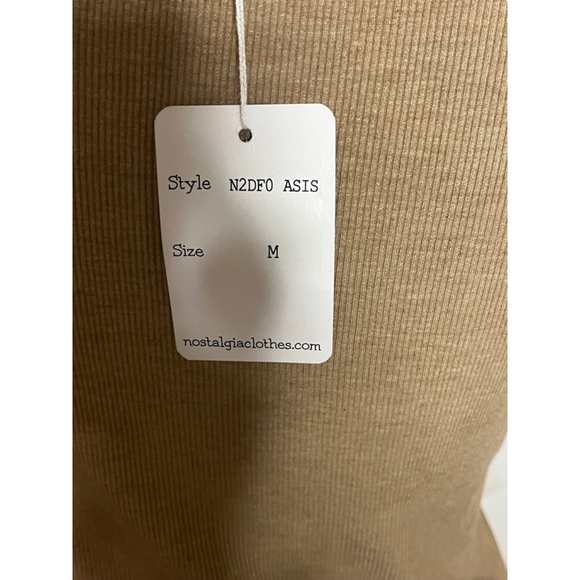 Style N2DF0 ASIS
Size M
nostalgiaclothes.com